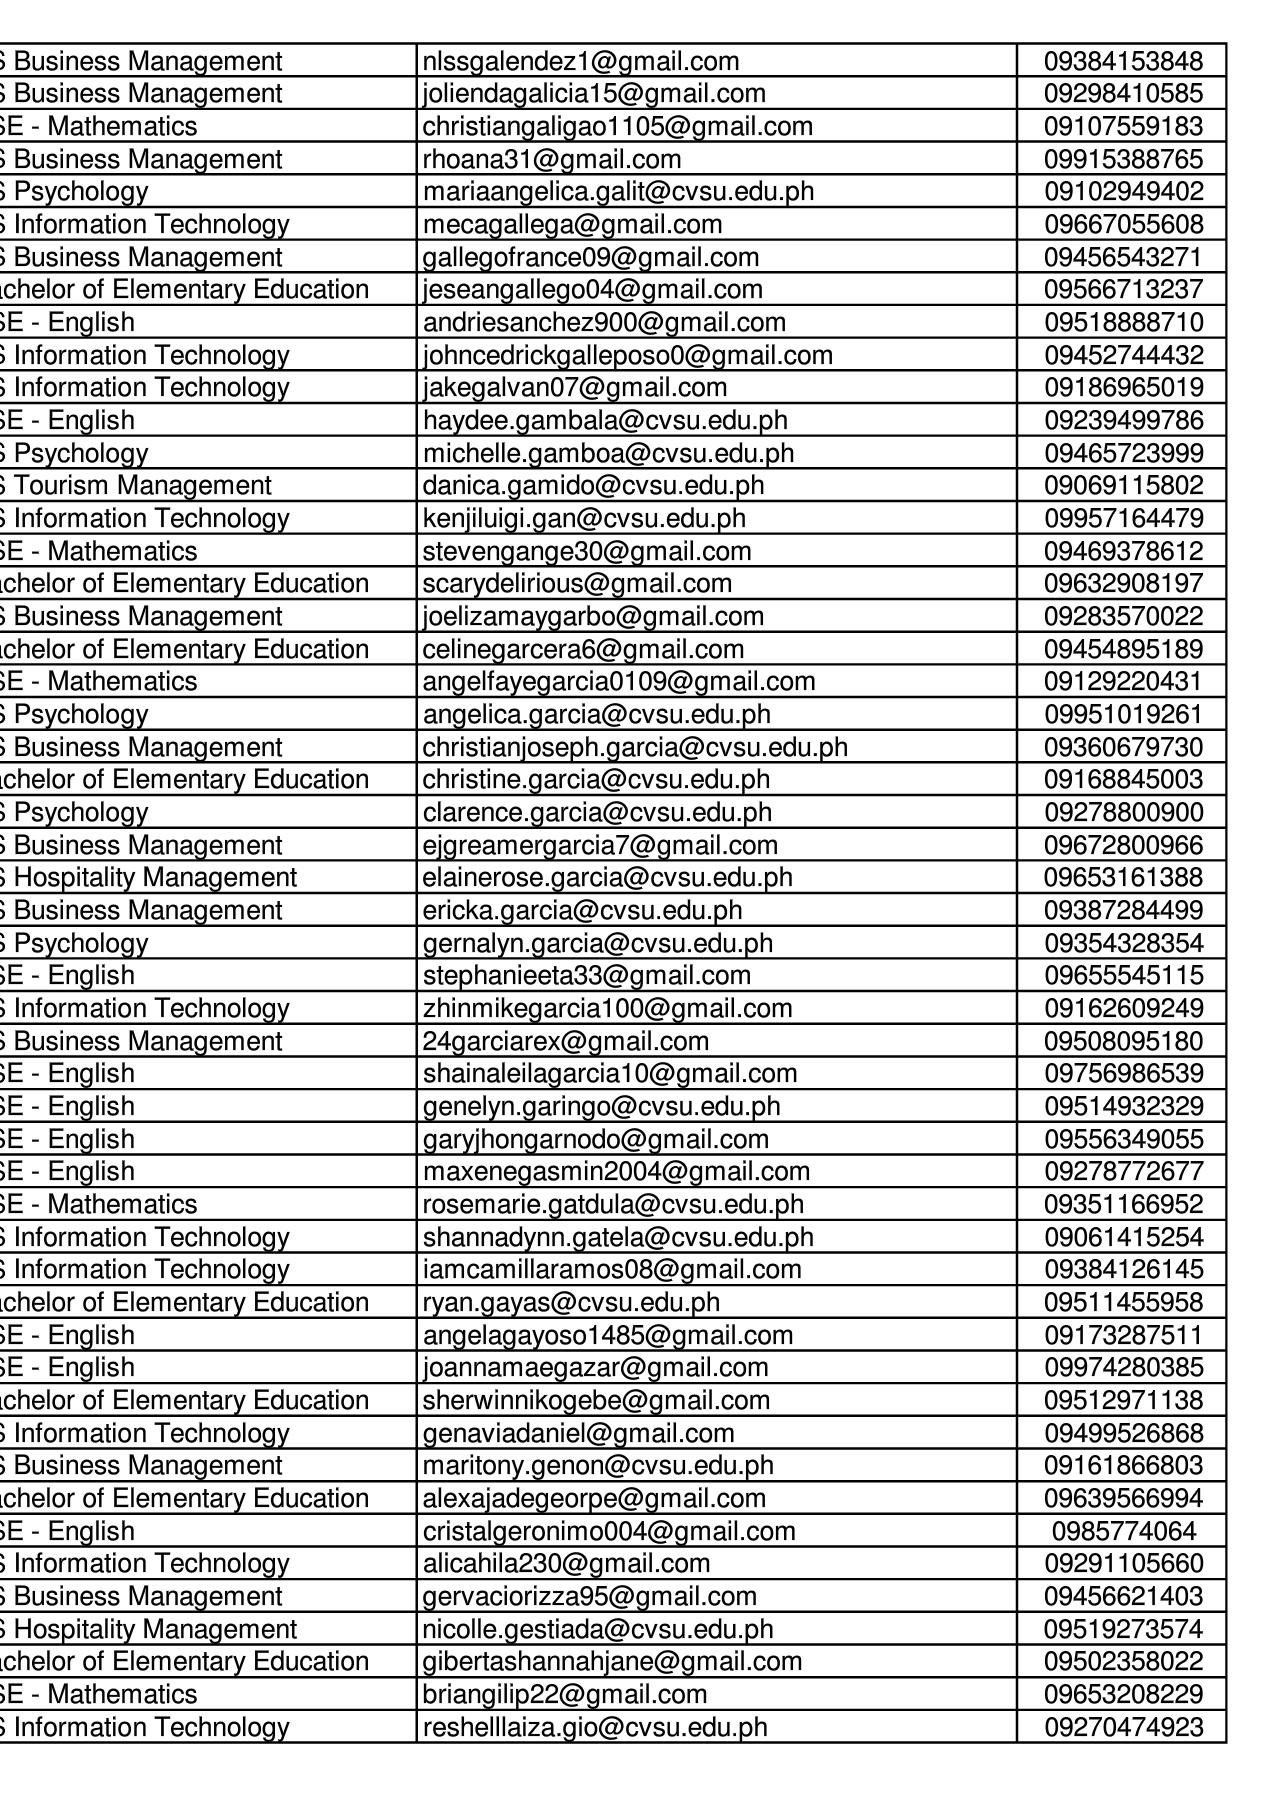 S Business Management nlssgalendez1@gmail.com 09384153848
S Business Management joliendagalicia15@gmail.com 09298410585
SE - Mathematics christiangaligao1105@gmail.com 09107559183
S Business Management rhoana31@gmail.com 09915388765
S Psychology mariaangelica.galit@cvsu.edu.ph 09102949402
S Information Technology mecagallega@gmail.com 09667055608
S Business Management gallegofrance09@gmail.com 09456543271
achelor of Elementary Education jeseangallego04@gmail.com 09566713237
SE - English andriesanchez900@gmail.com 09518888710
S Information Technology johncedrickgalleposo0@gmail.com 09452744432
S Information Technology jakegalvan07@gmail.com 09186965019
SE - English haydee.gambala@cvsu.edu.ph 09239499786
S Psychology michelle.gamboa@cvsu.edu.ph 09465723999
S Tourism Management danica.gamido@cvsu.edu.ph 09069115802
S Information Technology kenjiluigi.gan@cvsu.edu.ph 09957164479
SE - Mathematics stevengange30@gmail.com 09469378612
achelor of Elementary Education scarydelirious@gmail.com 09632908197
S Business Management joelizamaygarbo@gmail.com 09283570022
achelor of Elementary Education celinegarcera6@gmail.com 09454895189
SE - Mathematics angelfayegarcia0109@gmail.com 09129220431
S Psychology angelica.garcia@cvsu.edu.ph 09951019261
S Business Management christianjoseph.garcia@cvsu.edu.ph 09360679730
achelor of Elementary Education christine.garcia@cvsu.edu.ph 09168845003
S Psychology clarence.garcia@cvsu.edu.ph 09278800900
S Business Management ejgreamergarcia7@gmail.com 09672800966
S Hospitality Management elainerose.garcia@cvsu.edu.ph 09653161388
S Business Management ericka.garcia@cvsu.edu.ph 09387284499
S Psychology gernalyn.garcia@cvsu.edu.ph 09354328354
SE - English stephanieeta33@gmail.com 09655545115
S Information Technology zhinmikegarcia100@gmail.com 09162609249
S Business Management 24garciarex@gmail.com 09508095180
SE - English shainaleilagarcia10@gmail.com 09756986539
SE - English genelyn.garingo@cvsu.edu.ph 09514932329
SE - English garyjhongarnodo@gmail.com 09556349055
SE - English maxenegasmin2004@gmail.com 09278772677
SE - Mathematics rosemarie.gatdula@cvsu.edu.ph 09351166952
S Information Technology shannadynn.gatela@cvsu.edu.ph 09061415254
S Information Technology iamcamillaramos08@gmail.com 09384126145
achelor of Elementary Education ryan.gayas@cvsu.edu.ph 09511455958
SE - English angelagayoso1485@gmail.com 09173287511
SE - English joannamaegazar@gmail.com 09974280385
achelor of Elementary Education sherwinnikogebe@gmail.com 09512971138
S Information Technology genaviadaniel@gmail.com 09499526868
S Business Management maritony.genon@cvsu.edu.ph 09161866803
achelor of Elementary Education alexajadegeorpe@gmail.com 09639566994
SE - English cristalgeronimo004@gmail.com 0985774064
S Information Technology alicahila230@gmail.com 09291105660
S Business Management gervaciorizza95@gmail.com 09456621403
S Hospitality Management nicolle.gestiada@cvsu.edu.ph 09519273574
achelor of Elementary Education gibertashannahjane@gmail.com 09502358022
SE - Mathematics briangilip22@gmail.com 09653208229
S Information Technology reshelllaiza.gio@cvsu.edu.ph 09270474923